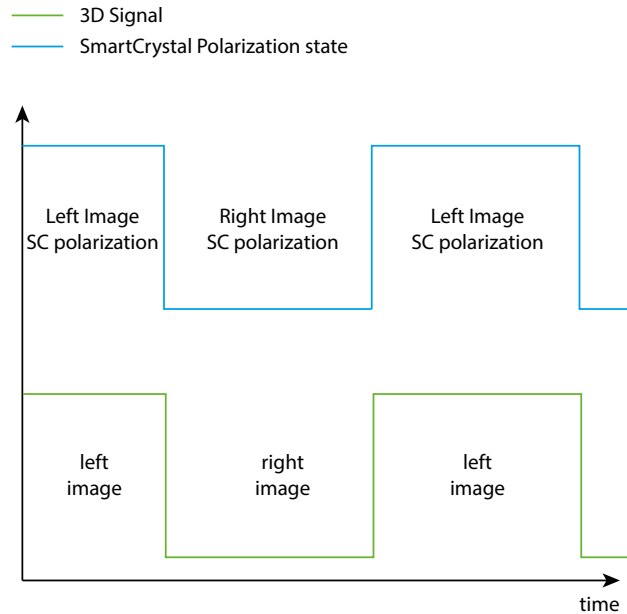 3D Signal
SmartCrystal Polarization state
Left Image
SC polarization
Right Image
SC polarization
Left Image
SC polarization
left
image
right
image
left
image
time